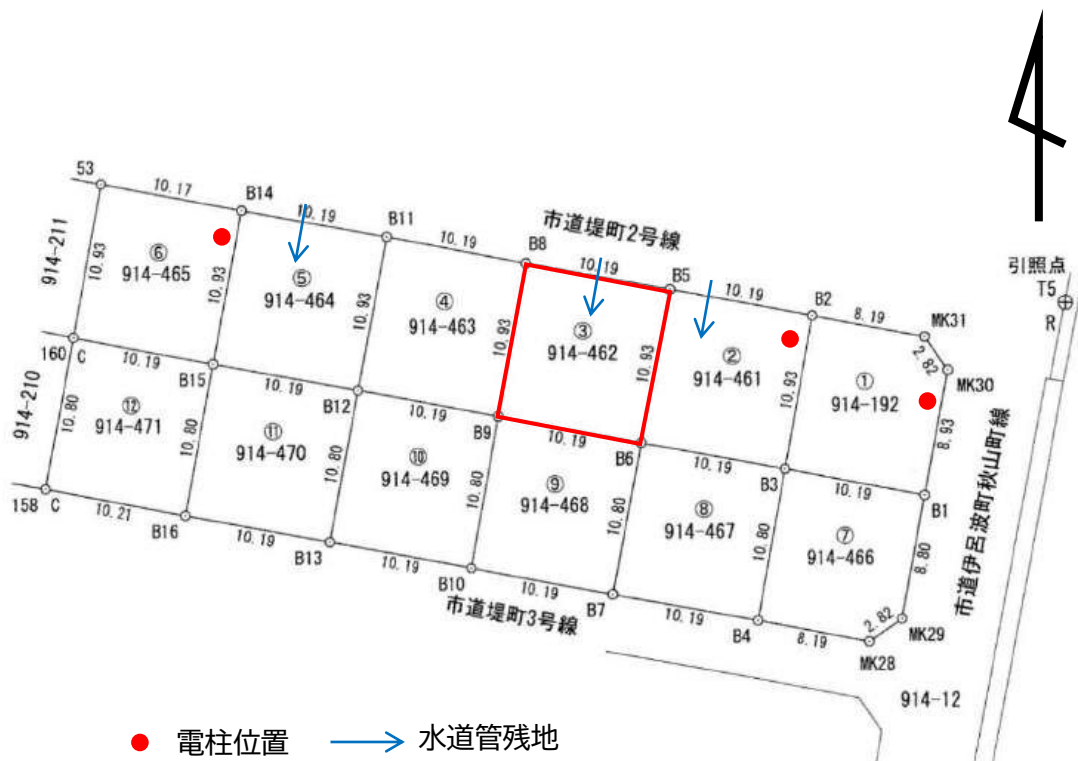 53
10.17
B14
10.19
B11
10.19
B8
市道堤町2号線
10.19
B5
10.19
B2
8.19
MK31
2.82
MK30
引照点
T5
R
914-211
10.93
⑥
914-465
10.93
⑤
914-464
10.93
④
914-463
10.93
③
914-462
10.93
②
914-461
10.93
①
914-192
8.93
160 C
10.19
B15
10.19
B12
10.19
B9
10.19
B6
10.19
B3
10.19
B1
914-210
10.80
⑫
914-471
10.80
⑪
914-470
10.80
⑩
914-469
10.80
⑨
914-468
10.80
⑧
914-467
10.80
⑦
914-466
8.80
市道伊呂波町秋山町線
158 C
10.21
B16
10.19
B13
10.19
B10
10.19
B7
10.19
B4
8.19
MK28
2.82
MK29
市道堤町3号線
914-12
電柱位置
水道管残地